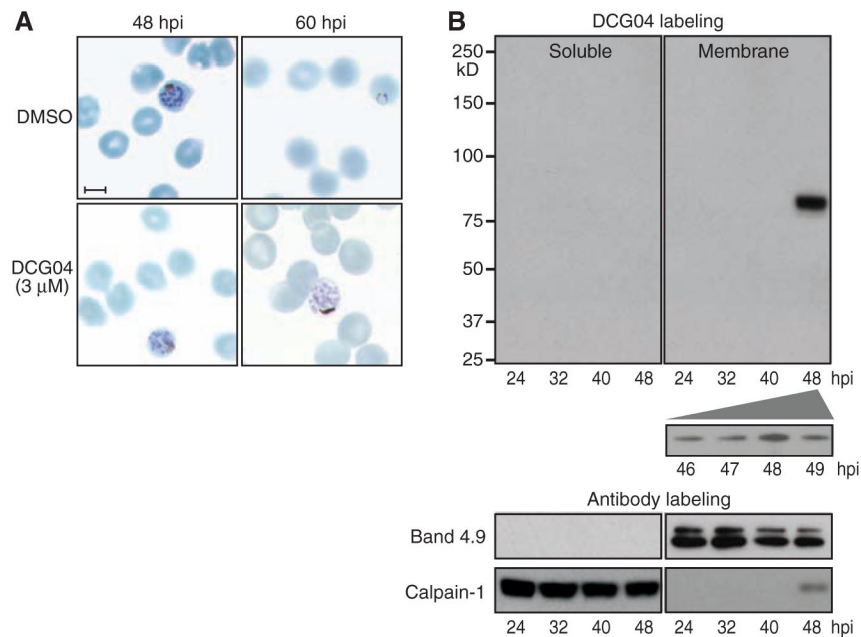 A
48 hpi 60 hpi
DMSO
DCG04
(3 µM)
B
DCG04 labeling
Soluble Membrane
250
kD
150
100
75
50
37
25
24 32 40 48 24 32 40 48 hpi
46 47 48 49 hpi
Antibody labeling
Band 4.9
Calpain-1
24 32 40 48 24 32 40 48 hpi